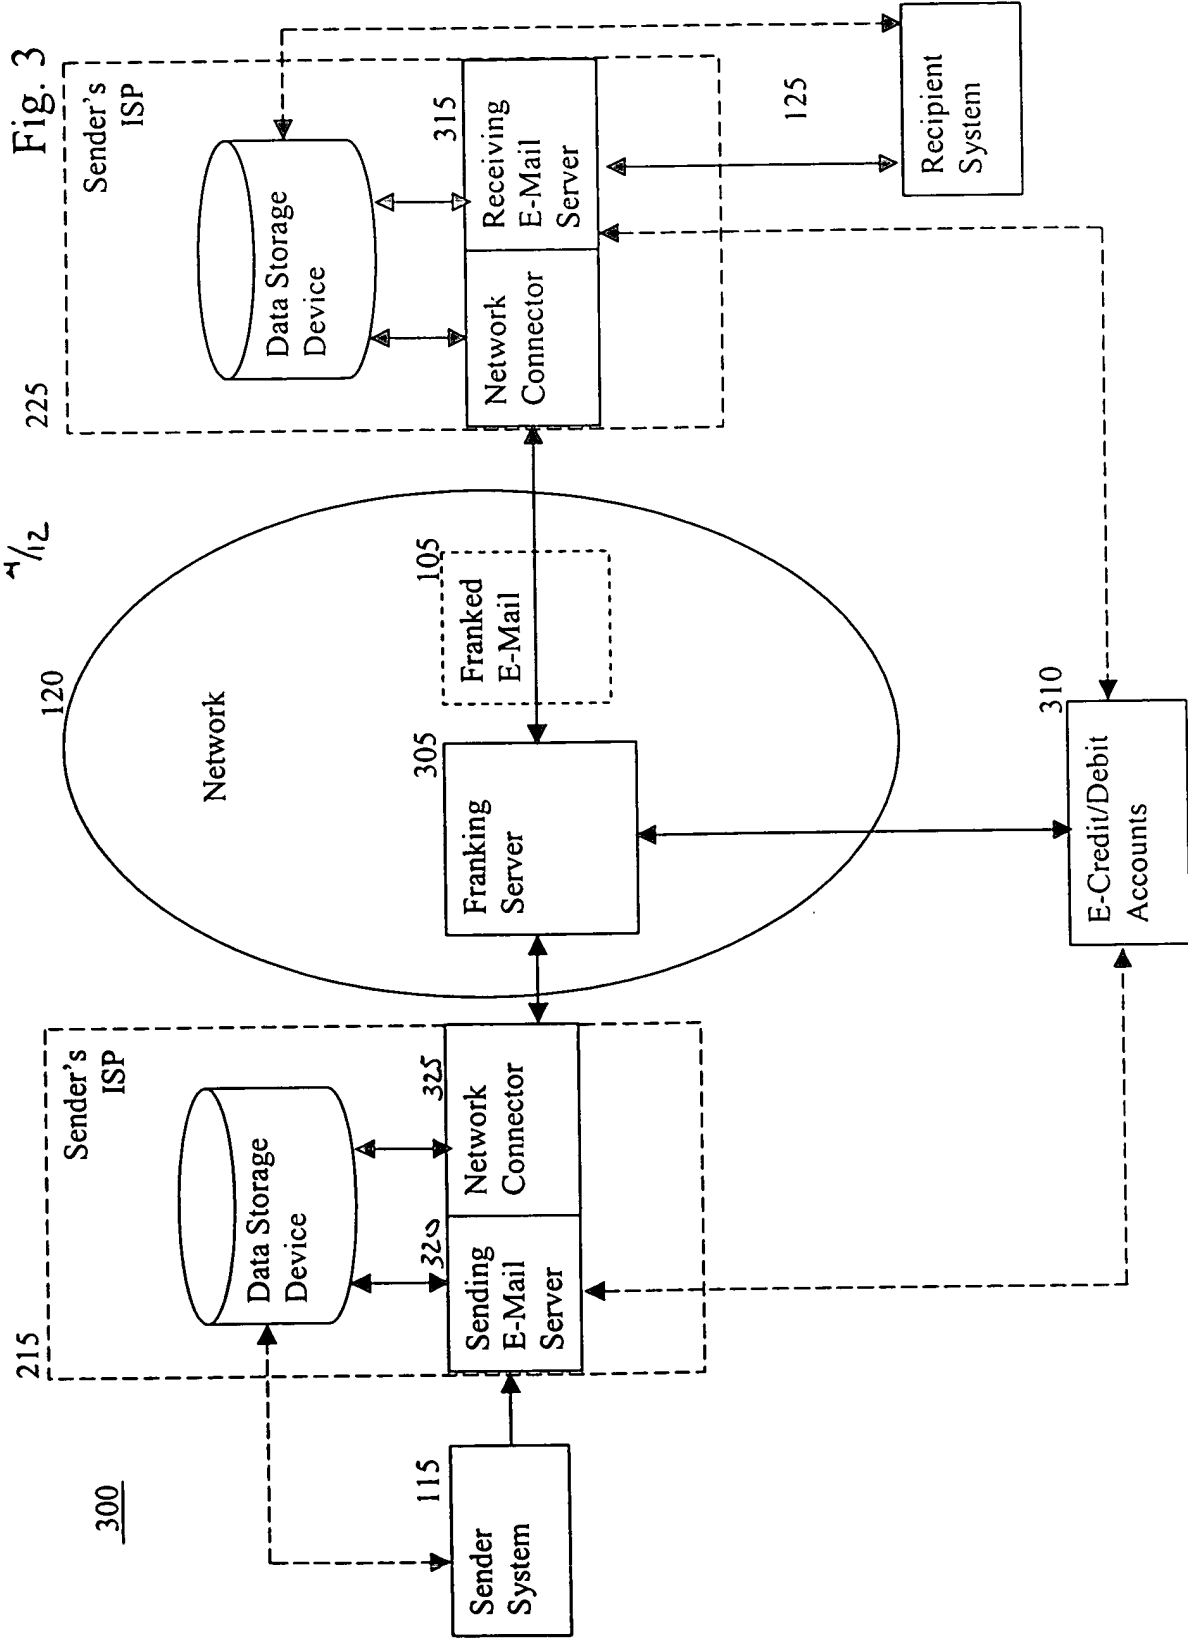 4/12
Fig. 3
300
215
Sender's
ISP
Data Storage
Device
115
Sender
System
320
Sending
E-Mail
Server
325
Network
Connector
120
Network
305
Franking
Server
105
Franked
E-Mail
310
E-Credit/Debit
Accounts
225
Sender's
ISP
Data Storage
Device
Network
Connector
315
Receiving
E-Mail
Server
125
Recipient
System